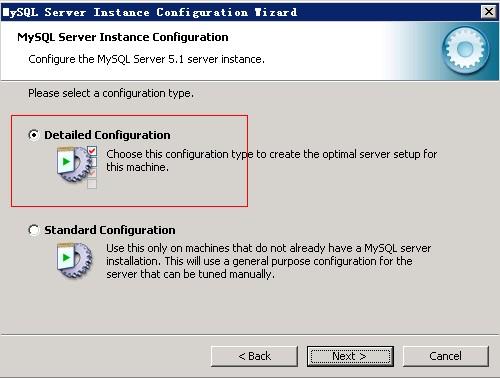 MySQL Server Instance Configuration Wizard
MySQL Server Instance Configuration
Configure the MySQL Server 5.1 server instance.
Please select a configuration type.
Detailed Configuration
Choose this configuration type to create the optimal server setup for
this machine.
Standard Configuration
Use this only on machines that do not already have a MySQL server
installation. This will use a general purpose configuration for the
server that can be tuned manually.
< Back
Next >
Cancel